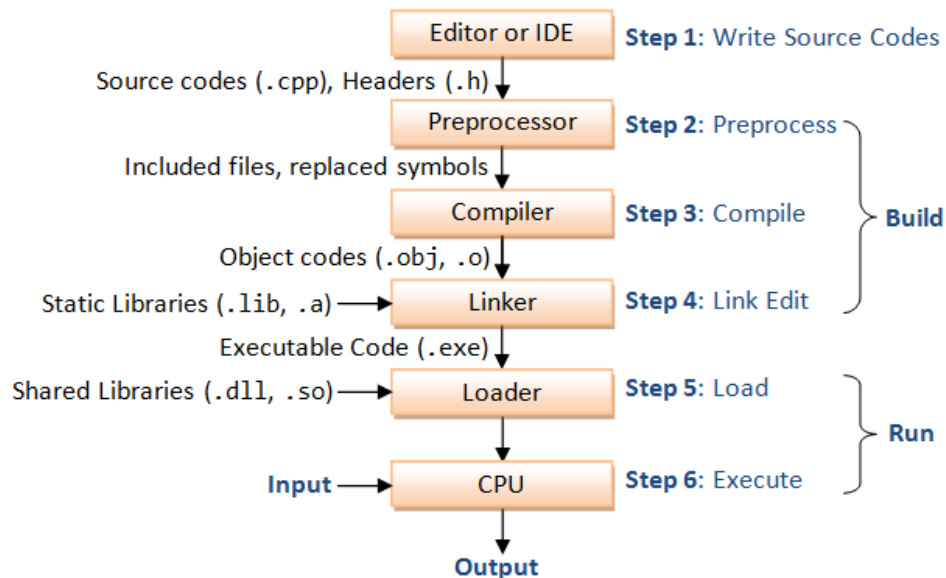 Editor or IDE
Step 1: Write Source Codes
Source codes (.cpp), Headers (.h)
Preprocessor
Step 2: Preprocess
Included files, replaced symbols
Compiler
Step 3: Compile
Build
Object codes (.obj, .o)
Static Libraries (.lib, .a)
Linker
Step 4: Link Edit
Executable Code (.exe)
Shared Libraries (.dll, .so)
Loader
Step 5: Load
Run
Input
CPU
Step 6: Execute
Output